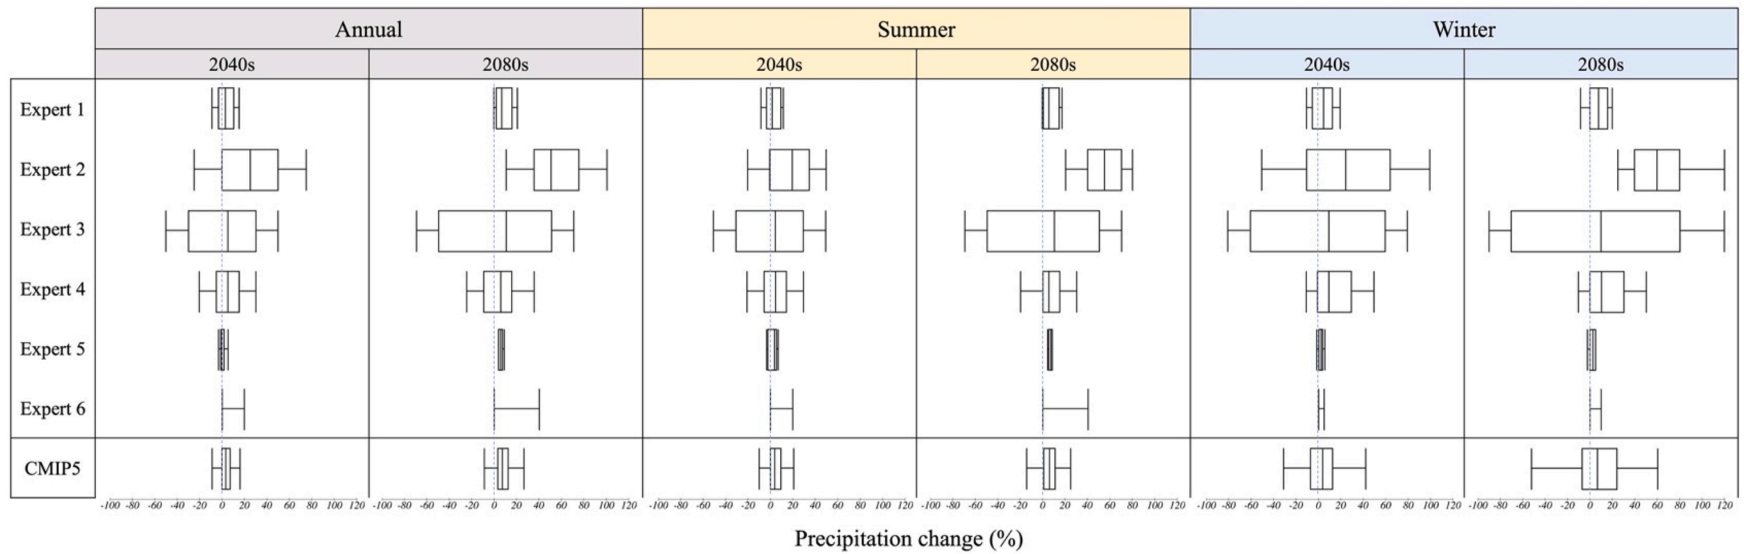 Annual Summer Winter
2040s 2080s 2040s 2080s 2040s 2080s
Expert 1
Expert 2
Expert 3
Expert 4
Expert 5
Expert 6
CMIP5
-100 -80 -60 -40 -20 0 20 40 60 80 100 120 -100 -80 -60 -40 -20 0 20 40 60 80 100 120 -100 -80 -60 -40 -20 0 20 40 60 80 100 120 -100 -80 -60 -40 -20 0 20 40 60 80 100 120 -100 -80 -60 -40 -20 0 20 40 60 80 100 120 -100 -80 -60 -40 -20 0 20 40 60 80 100 120
Precipitation change (%)